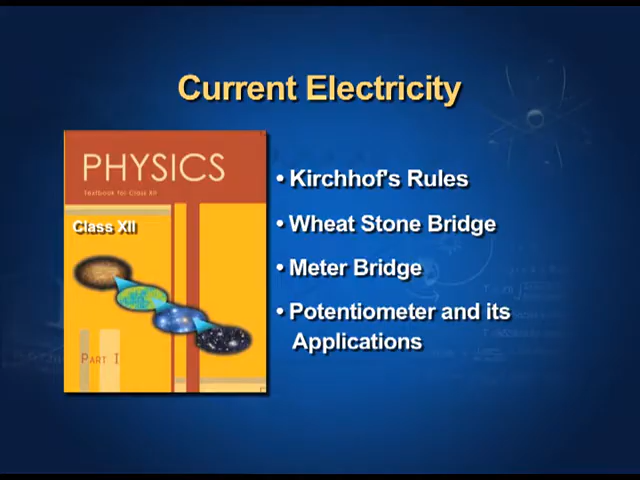 Current Electricity
PHYSICS
Textbook for Class XII
Class XII
PART I
• Kirchhof's Rules
• Wheat Stone Bridge
• Meter Bridge
• Potentiometer and its
Applications